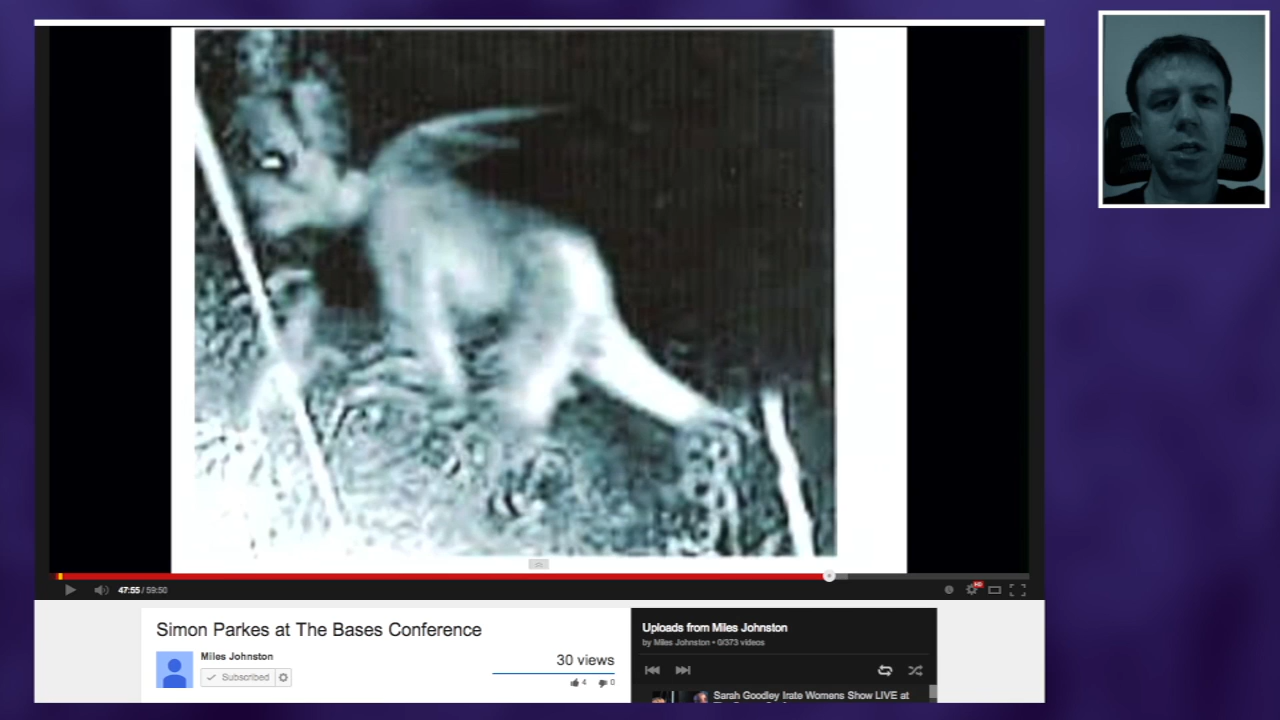 47:55 / 59:50
HD
Simon Parkes at The Bases Conference
Miles Johnston
Subscribed
30 views
4 0
Uploads from Miles Johnston
by Miles Johnston • 0/373 videos
Sarah Goodley Irate Womens Show LIVE at